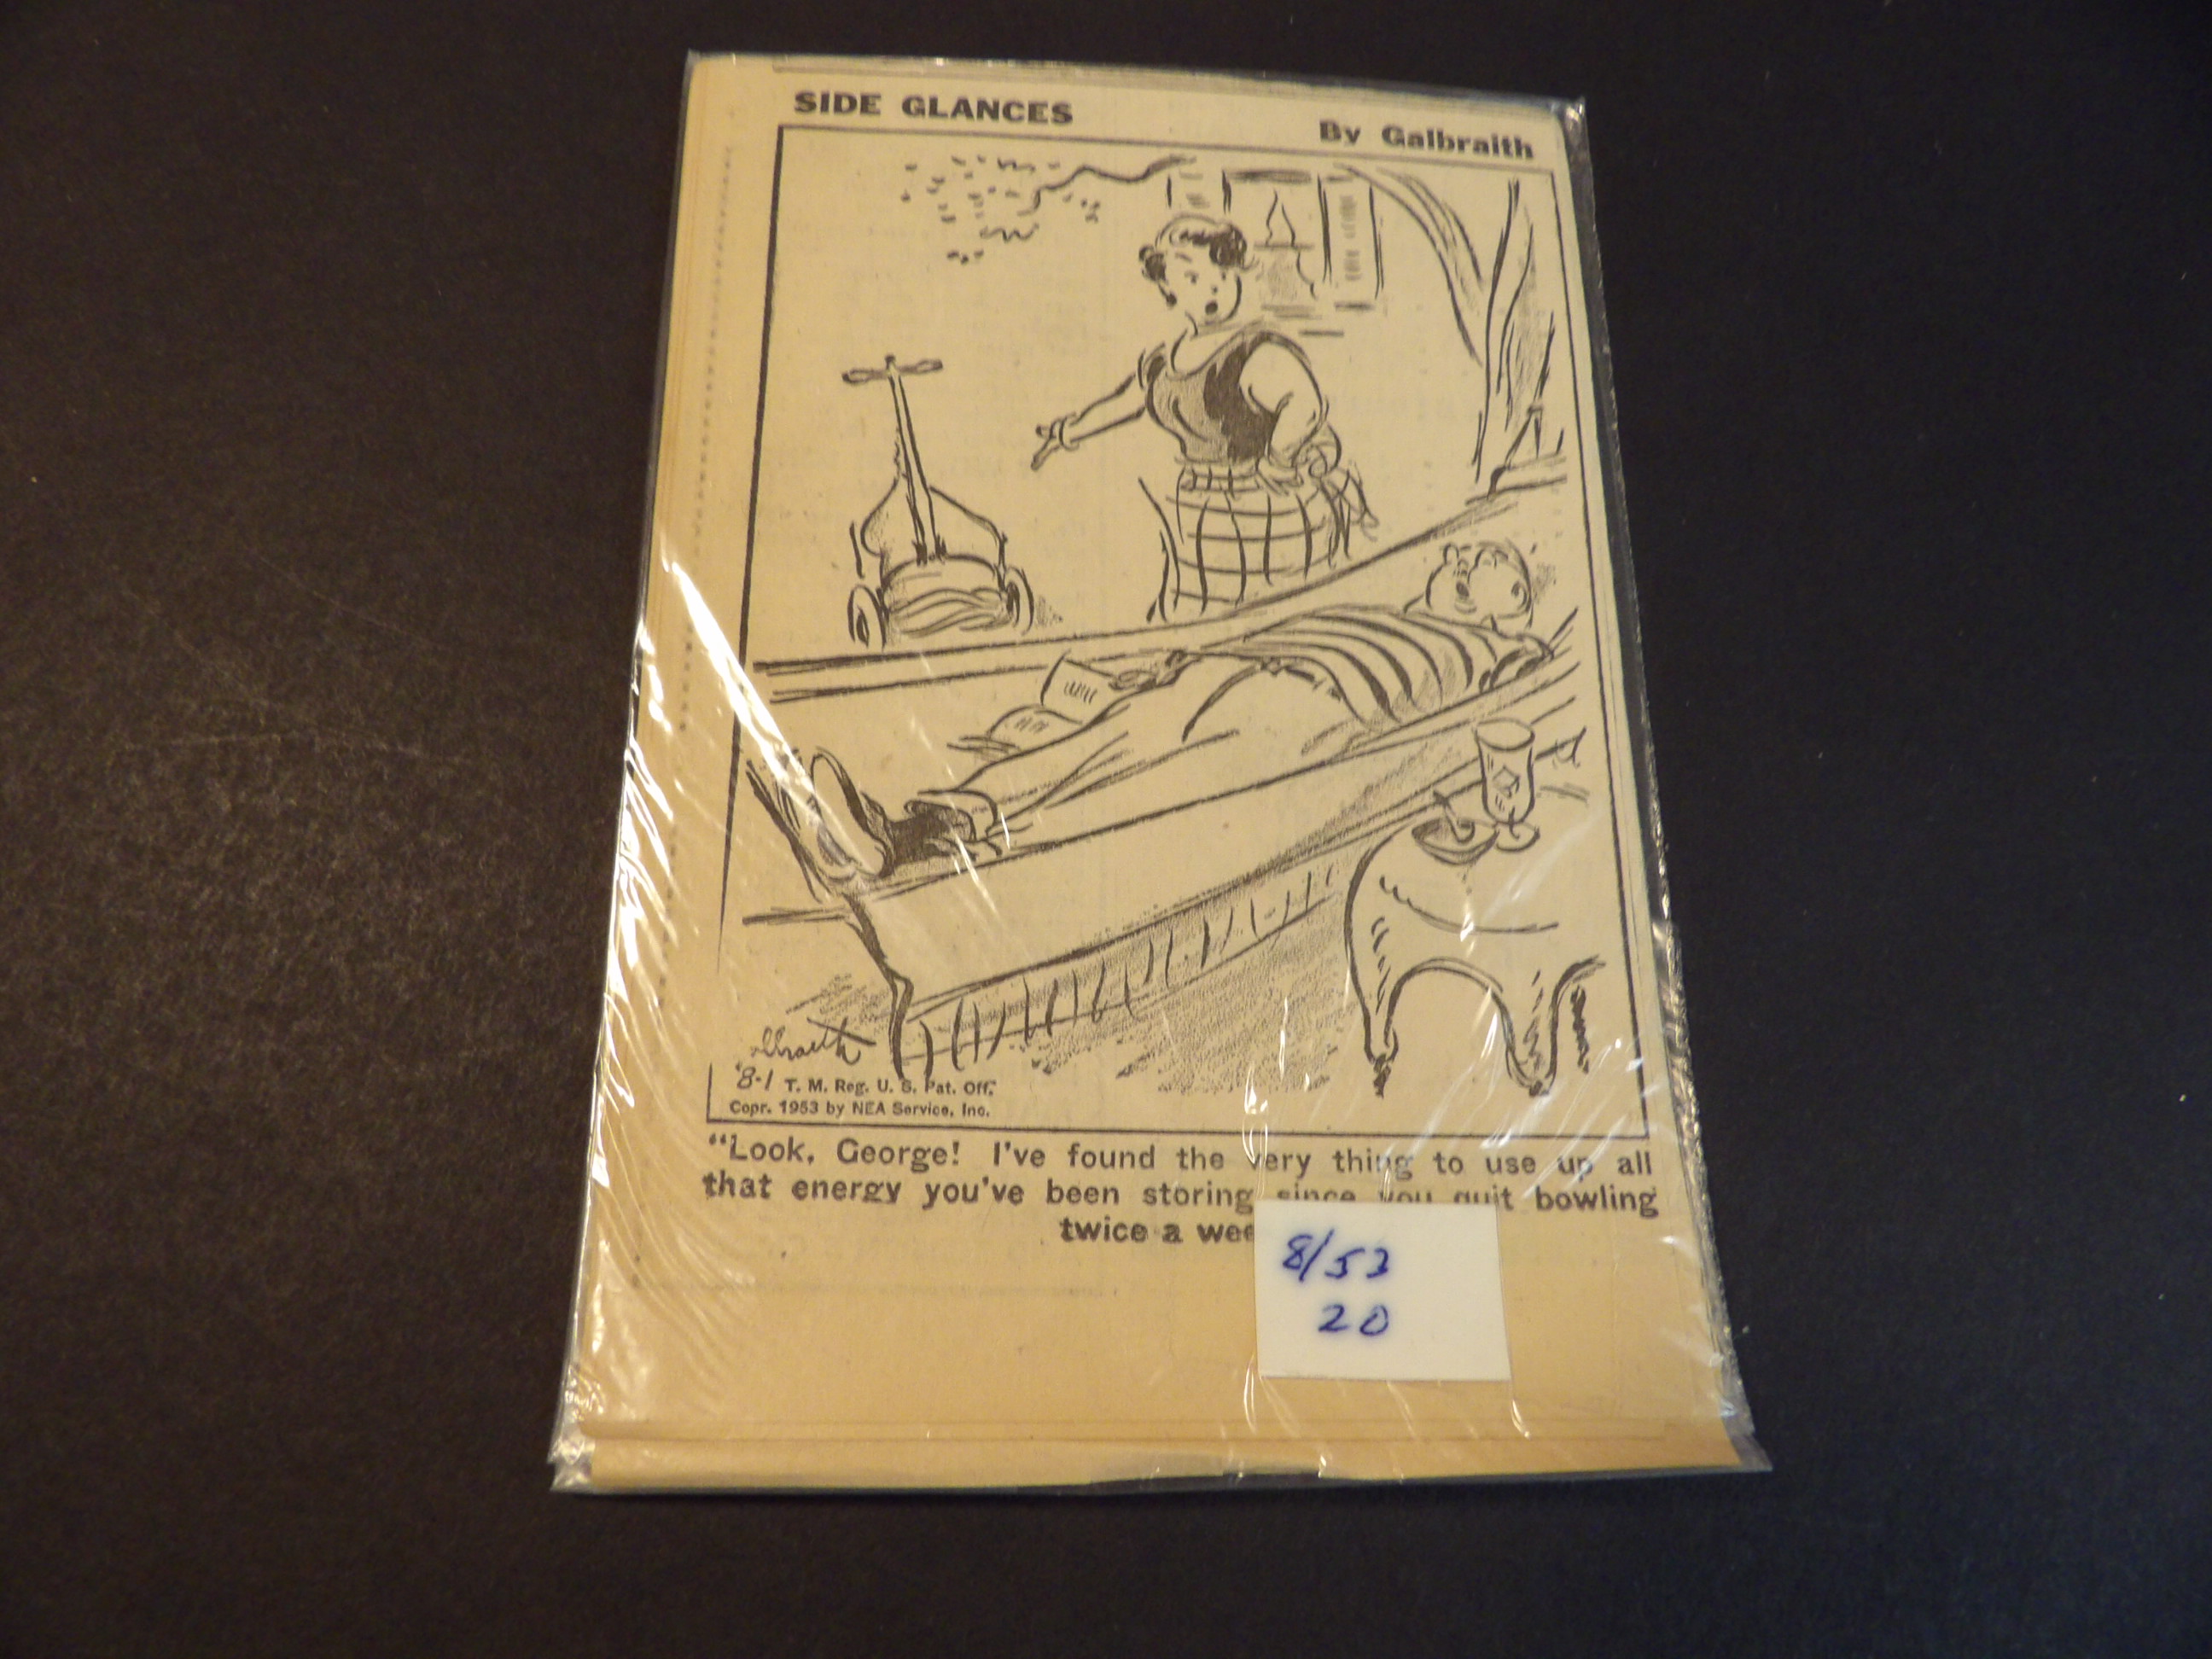 SIDE GLANCES
By Galbraith
8-1 T. M. Reg. U. S. Pat. Off.
Copr. 1953 by NEA Service, Inc.
"Look, George! I've found the very thing to use up all
that energy you've been storing since you quit bowling
twice a wee
8/53
20